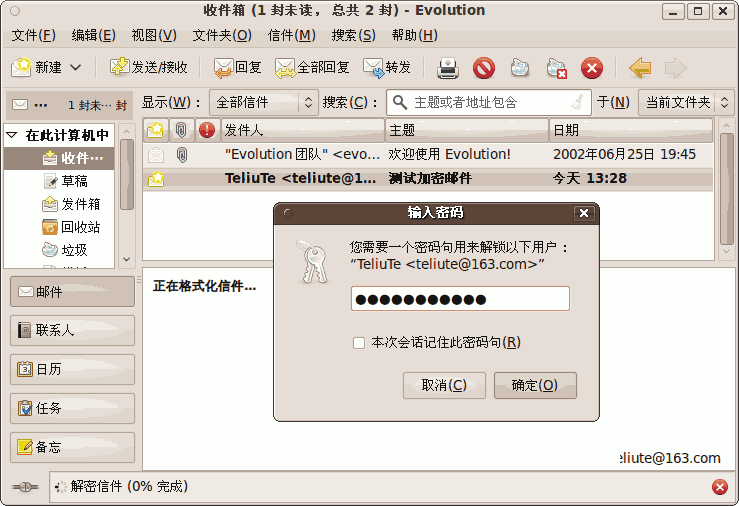 收件箱 (1 封未读， 总共 2 封) - Evolution
文件(F) 编辑(E) 视图(V) 文件夹(O) 信件(M) 搜索(S) 帮助(H)
新建 发送/接收 回复 全部回复 转发
... 1 封未… 封 显示(W)： 全部信件 搜索(C)： 主题或者地址包含 于(N) 当前文件夹
在此计算机中
收件…
草稿
发件箱
回收站
垃圾
发件人 主题 日期
"Evolution 团队" <evo... 欢迎使用 Evolution! 2002年06月25日 19:45
TeliuTe <teliute@1... 测试加密邮件 今天 13:28
正在格式化信件...
输入密码
您需要一个密码句用来解锁以下用户：
“TeliuTe <teliute@163.com>”
●●●●●●●●●●●
本次会话记住此密码句(R)
取消(C) 确定(O)
邮件
联系人
日历
任务
备忘
teliute@163.com
解密信件 (0% 完成)